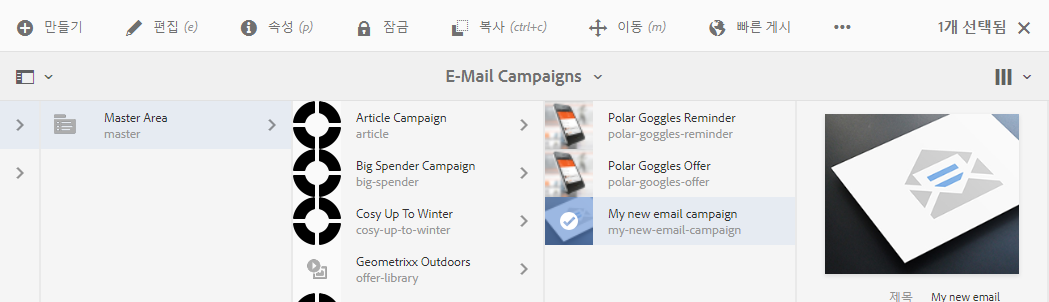 만들기
편집 (e)
속성 (p)
잠금
복사 (ctrl+c)
이동 (m)
빠른 게시
1개 선택됨
E-Mail Campaigns
Master Area
master
Article Campaign
article
Big Spender Campaign
big-spender
Cosy Up To Winter
cosy-up-to-winter
Geometrixx Outdoors
offer-library
Polar Goggles Reminder
polar-goggles-reminder
Polar Goggles Offer
polar-googles-offer
My new email campaign
my-new-email-campaign
제목 My new email